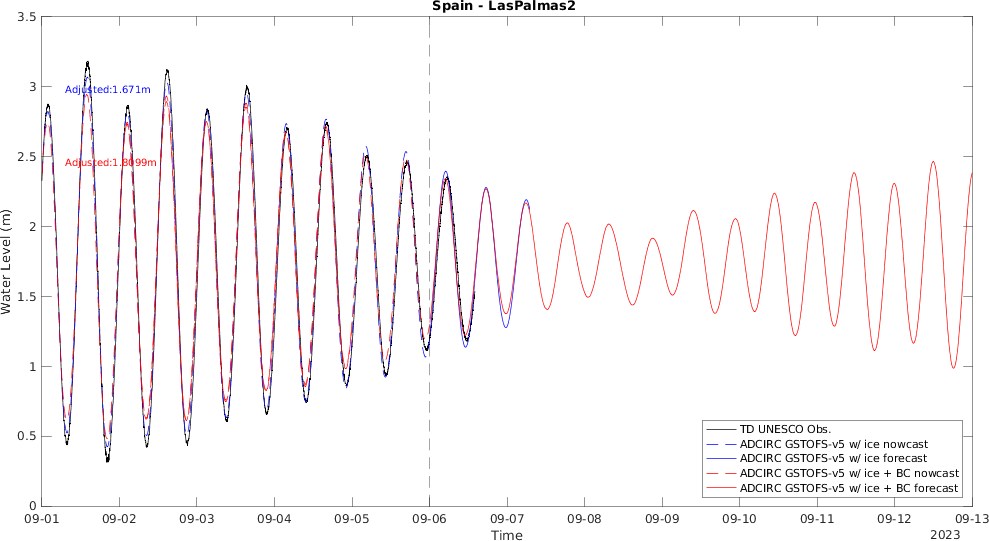 Spain - LasPalmas2
3.5
3
2.5
2
1.5
1
0.5
0
Water Level (m)
Adjusted:1.671m
Adjusted:1.8099m
TD UNESCO Obs.
ADCIRC GSTOFS-v5 w/ ice nowcast
ADCIRC GSTOFS-v5 w/ ice forecast
ADCIRC GSTOFS-v5 w/ ice + BC nowcast
ADCIRC GSTOFS-v5 w/ ice + BC forecast
09-01 09-02 09-03 09-04 09-05 09-06 09-07 09-08 09-09 09-10 09-11 09-12 09-13
Time
2023